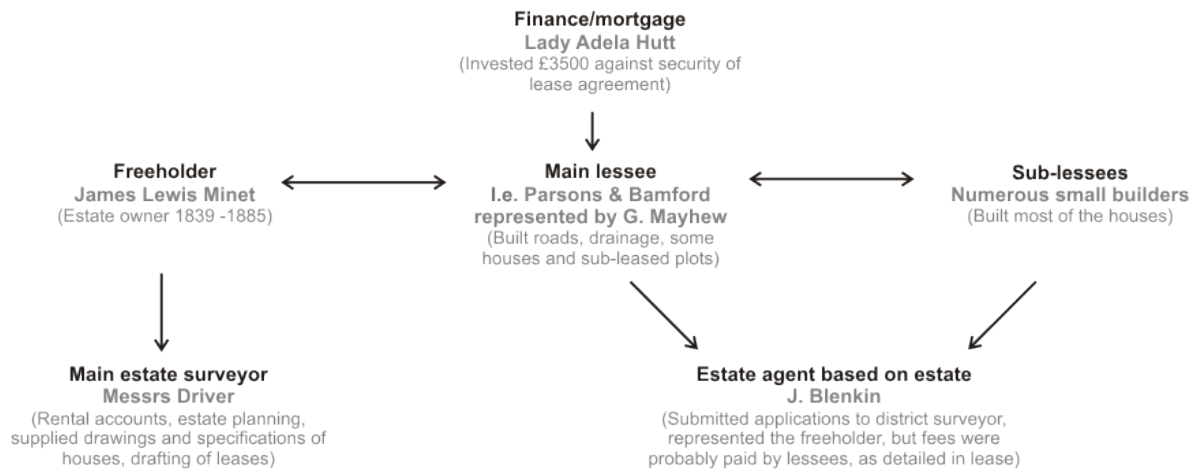 Finance/mortgage
Lady Adela Hutt
(Invested £3500 against security of
lease agreement)
Freeholder
James Lewis Minet
(Estate owner 1839 -1885)
Main lessee
I.e. Parsons & Bamford
represented by G. Mayhew
(Built roads, drainage, some
houses and sub-leased plots)
Sub-lessees
Numerous small builders
(Built most of the houses)
Main estate surveyor
Messrs Driver
(Rental accounts, estate planning,
supplied drawings and specifications of
houses, drafting of leases)
Estate agent based on estate
J. Blenkin
(Submitted applications to district surveyor,
represented the freeholder, but fees were
probably paid by lessees, as detailed in lease)